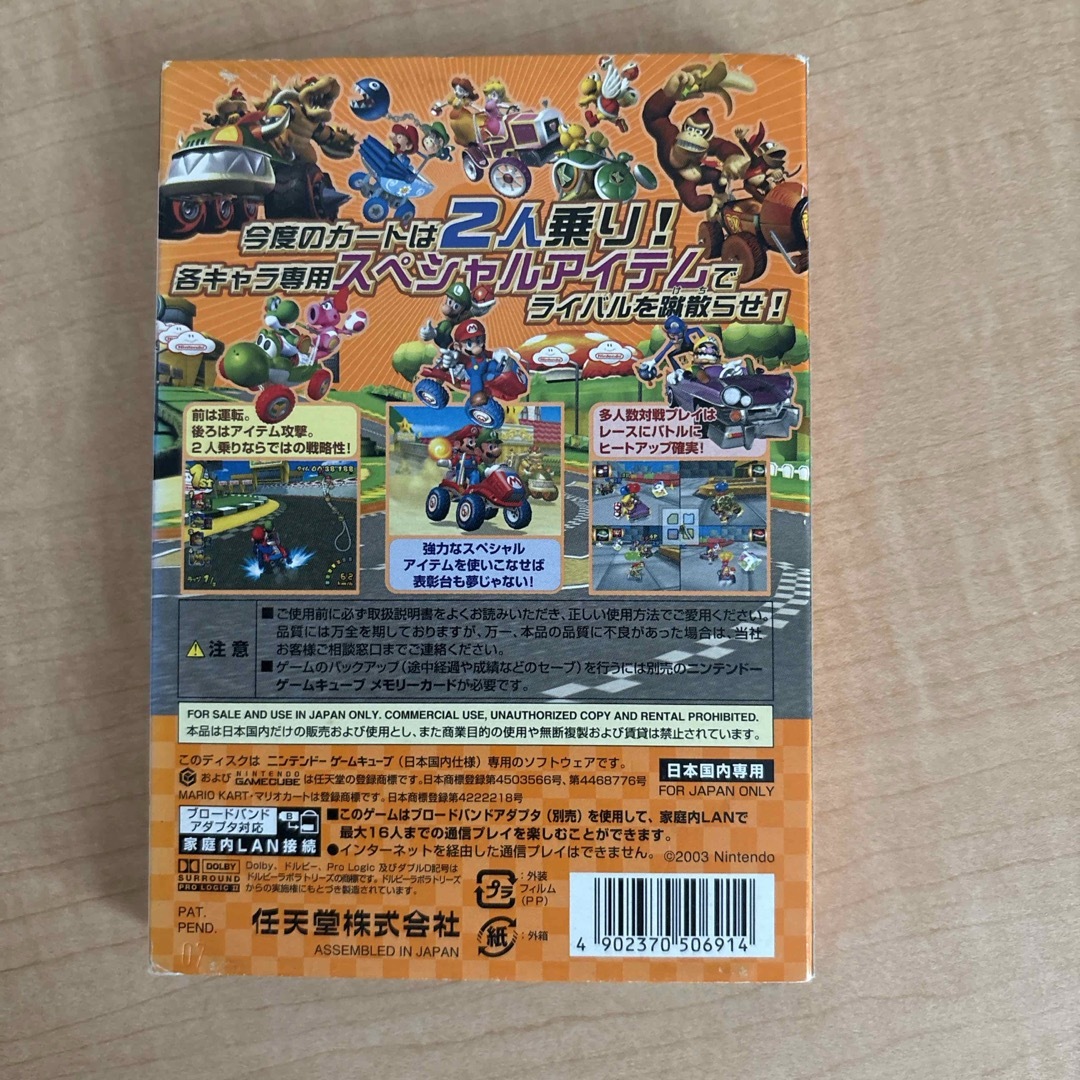 今度のカートは2人乗り!
各キャラ専用スペシャルアイテムで
ライバルを蹴散らせ!
けち
前は運転。
後ろはアイテム攻撃。
2人乗りならではの戦略性!
多人数対戦プレイは
レースにバトルに
ヒートアップ確実!
強力なスペシャル
アイテムを使いこなせば
表彰台も夢じゃない!
注意
■ご使用前に必ず取扱説明書をよくお読みいただき、正しい使用方法でご愛用ください。
品質には万全を期しておりますが、万一、本品の品質に不良があった場合は、当社
お客様ご相談窓口までご連絡ください。
■ゲームのバックアップ(途中経過や成績などのセーブ)を行うには別売のニンテンドー
ゲームキューブ メモリーカードが必要です。
FOR SALE AND USE IN JAPAN ONLY. COMMERCIAL USE, UNAUTHORIZED COPY AND RENTAL PROHIBITED.
本品は日本国内だけの販売および使用とし、また商業目的の使用や無断複製および賃貸は禁止されています。
このディスクは ニンテンドー ゲームキューブ (日本国内仕様) 専用のソフトウェアです。
および NINTENDO GAMECUBE は任天堂の登録商標です。日本商標登録第4503566号、第4468776号
MARIO KART・マリオカートは登録商標です。日本商標登録第4222218号
日本国内専用
FOR JAPAN ONLY
ブロードバンド
アダプタ対応
家庭内LAN接続
■このゲームはブロードバンドアダプタ(別売)を使用して、家庭内LANで
最大16人までの通信プレイを楽しむことができます。
●インターネットを経由した通信プレイはできません。 ©2003 Nintendo
DOLBY
SURROUND
PRO LOGIC II
Dolby、ドルビー、Pro Logic 及びダブルD記号は
ドルビーラボラトリーズの商標です。ドルビーラボラトリーズ
からの実施権にもとづき製造されています。
プラ
:外装
フィルム
(PP)
紙
:外箱
PAT.
PEND.
任天堂株式会社
ASSEMBLED IN JAPAN
4 902370 506914